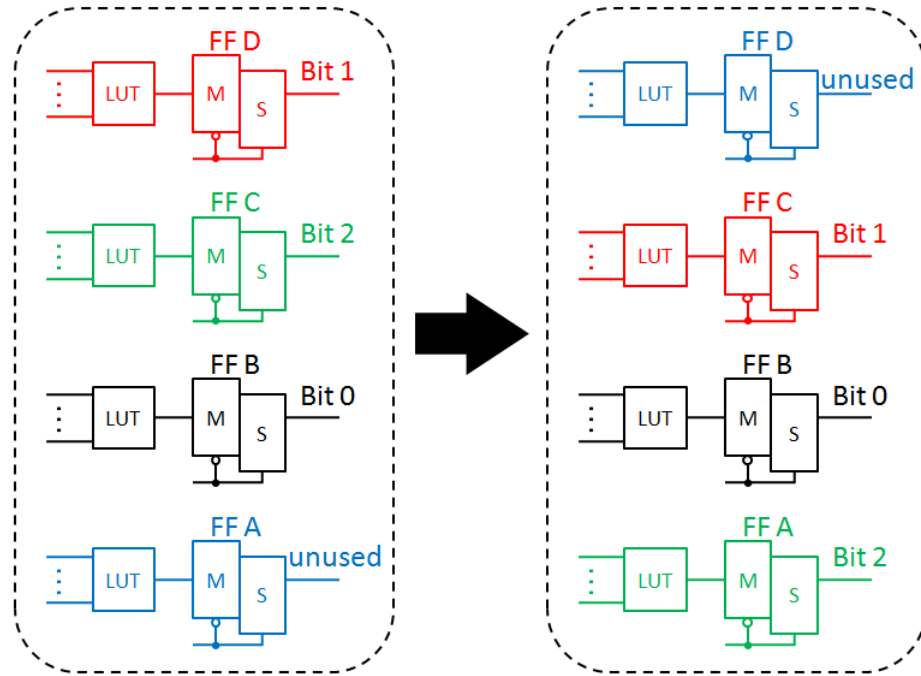 FF D
Bit 1
LUT
M
S
FF C
Bit 2
LUT
M
S
FF B
Bit 0
LUT
M
S
FF A
unused
LUT
M
S
FF D
unused
LUT
M
S
FF C
Bit 1
LUT
M
S
FF B
Bit 0
LUT
M
S
FF A
Bit 2
LUT
M
S